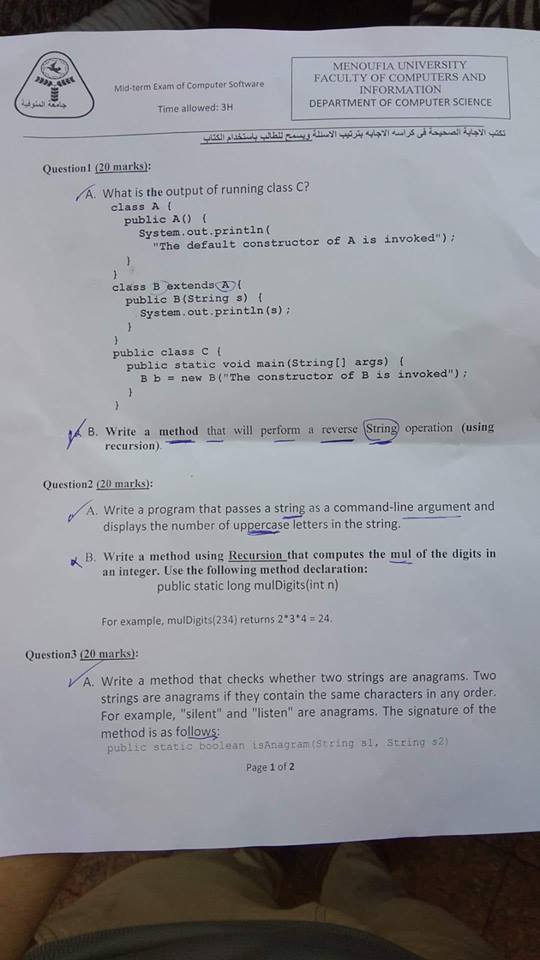 جامعة المنوفية
Mid-term Exam of Computer Software
Time allowed: 3H
MENOUFIA UNIVERSITY
FACULTY OF COMPUTERS AND
INFORMATION
DEPARTMENT OF COMPUTER SCIENCE
تكتب الاجابة الصحيحة فى كراسه الاجابه بترتيب الاسئلة ويسمح للطالب باستخدام الكتاب
Question1 (20 marks):
A. What is the output of running class C?
class A {
public A() {
System.out.println(
"The default constructor of A is invoked");
}
}
class B extends A {
public B(String s) {
System.out.println(s);
}
}
public class C {
public static void main(String[] args) {
B b = new B("The constructor of B is invoked");
}
}
B. Write a method that will perform a reverse String operation (using
recursion).
Question2 (20 marks):
A. Write a program that passes a string as a command-line argument and
displays the number of uppercase letters in the string.
B. Write a method using Recursion that computes the mul of the digits in
an integer. Use the following method declaration:
public static long mulDigits(int n)
For example, mulDigits(234) returns 2*3*4 = 24.
Question3 (20 marks):
A. Write a method that checks whether two strings are anagrams. Two
strings are anagrams if they contain the same characters in any order.
For example, "silent" and "listen" are anagrams. The signature of the
method is as follows:
public static boolean isAnagram(String s1, String s2)
Page 1 of 2